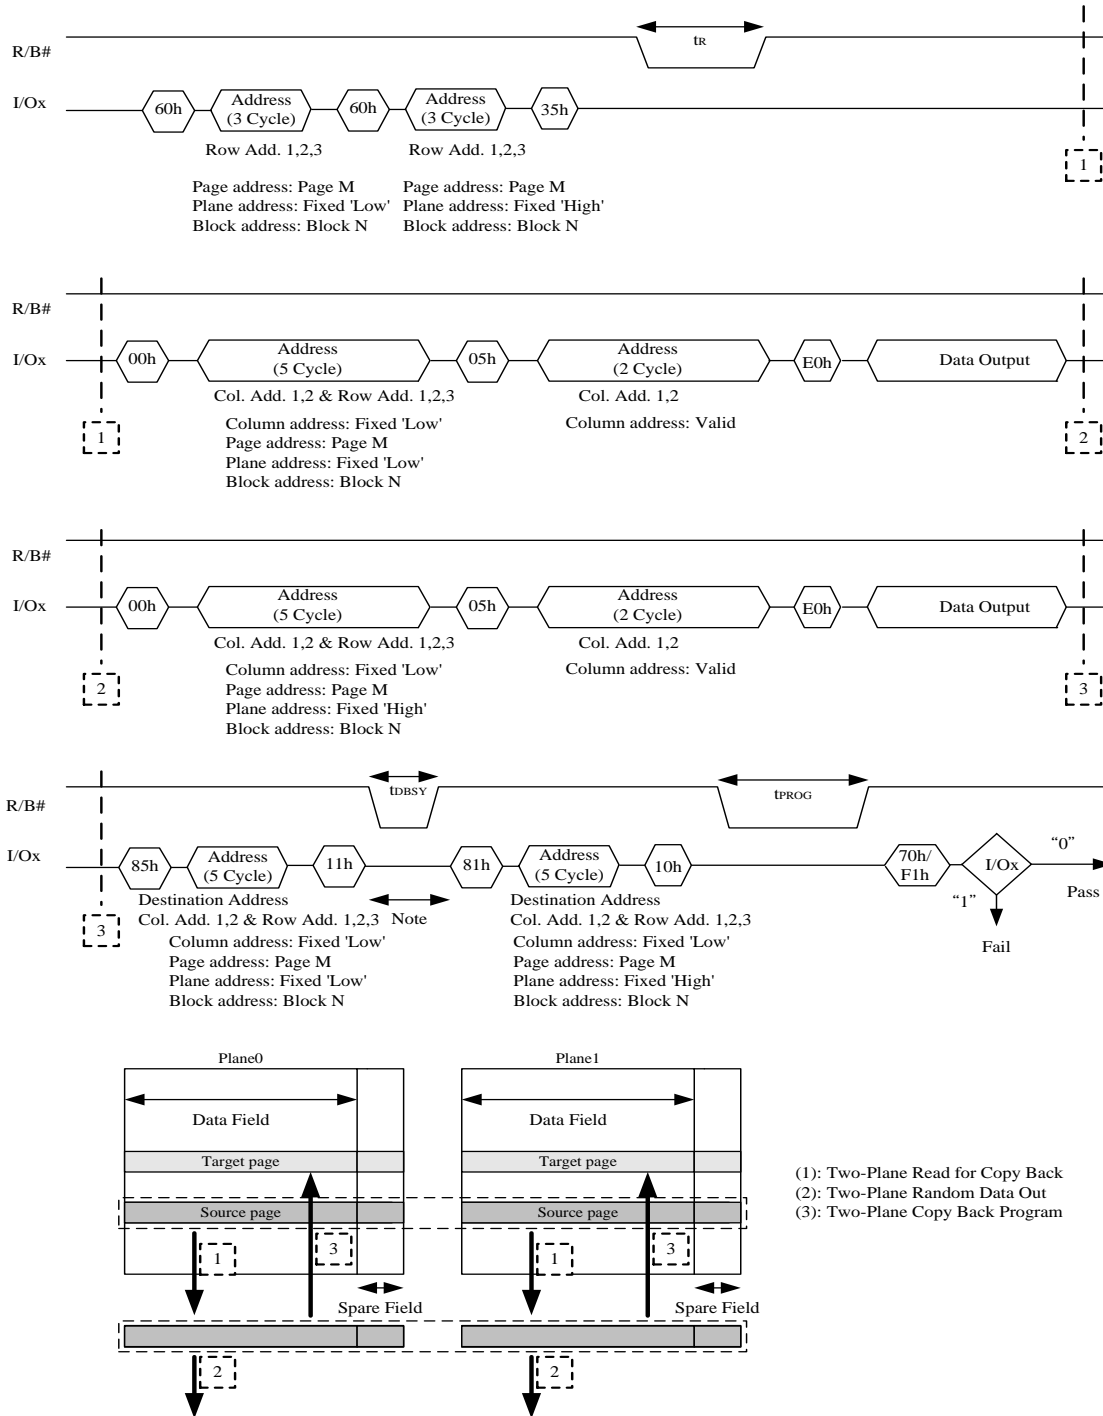 tR
R/B#
I/Ox
60h
Address
(3 Cycle)
60h
Address
(3 Cycle)
35h
Row Add. 1,2,3
Row Add. 1,2,3
1
Page address: Page M
Plane address: Fixed 'Low'
Block address: Block N
Page address: Page M
Plane address: Fixed 'High'
Block address: Block N
R/B#
I/Ox
00h
Address
(5 Cycle)
05h
Address
(2 Cycle)
E0h
Data Output
Col. Add. 1,2 & Row Add. 1,2,3
Col. Add. 1,2
Column address: Fixed 'Low'
Page address: Page M
Plane address: Fixed 'Low'
Block address: Block N
Column address: Valid
1
2
R/B#
I/Ox
00h
Address
(5 Cycle)
05h
Address
(2 Cycle)
E0h
Data Output
Col. Add. 1,2 & Row Add. 1,2,3
Col. Add. 1,2
Column address: Fixed 'Low'
Page address: Page M
Plane address: Fixed 'High'
Block address: Block N
Column address: Valid
2
3
tDBSY
tPROG
R/B#
I/Ox
85h
Address
(5 Cycle)
11h
81h
Address
(5 Cycle)
10h
70h/
F1h
I/Ox
“0”
Pass
“1”
Fail
Destination Address
Col. Add. 1,2 & Row Add. 1,2,3
Note
Destination Address
Col. Add. 1,2 & Row Add. 1,2,3
3
Column address: Fixed 'Low'
Page address: Page M
Plane address: Fixed 'Low'
Block address: Block N
Column address: Fixed 'Low'
Page address: Page M
Plane address: Fixed 'High'
Block address: Block N
Plane0
Plane1
Data Field
Data Field
Target page
Target page
Source page
Source page
1
3
1
3
Spare Field
Spare Field
2
2
(1): Two-Plane Read for Copy Back
(2): Two-Plane Random Data Out
(3): Two-Plane Copy Back Program